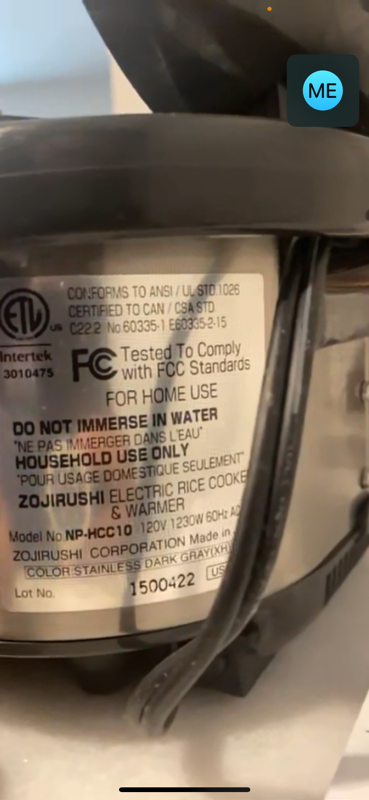 ME
CONFORMS TO ANSI / UL STD.1026
CERTIFIED TO CAN / CSA STD
C22.2 No.60335-1 E60335-2-15
ETL
US
Intertek
3010475
FC Tested To Comply
with FCC Standards
FOR HOME USE
DO NOT IMMERSE IN WATER
"NE PAS IMMERGER DANS L'EAU"
HOUSEHOLD USE ONLY
"POUR USAGE DOMESTIQUE SEULEMENT"
ZOJIRUSHI ELECTRIC RICE COOKE
& WARMER
Model No.NP-HCC10 120V 1230W 60Hz AC
ZOJIRUSHI CORPORATION Made in
COLOR:STAINLESS DARK GRAY(XH)
Lot No. 1500422 US